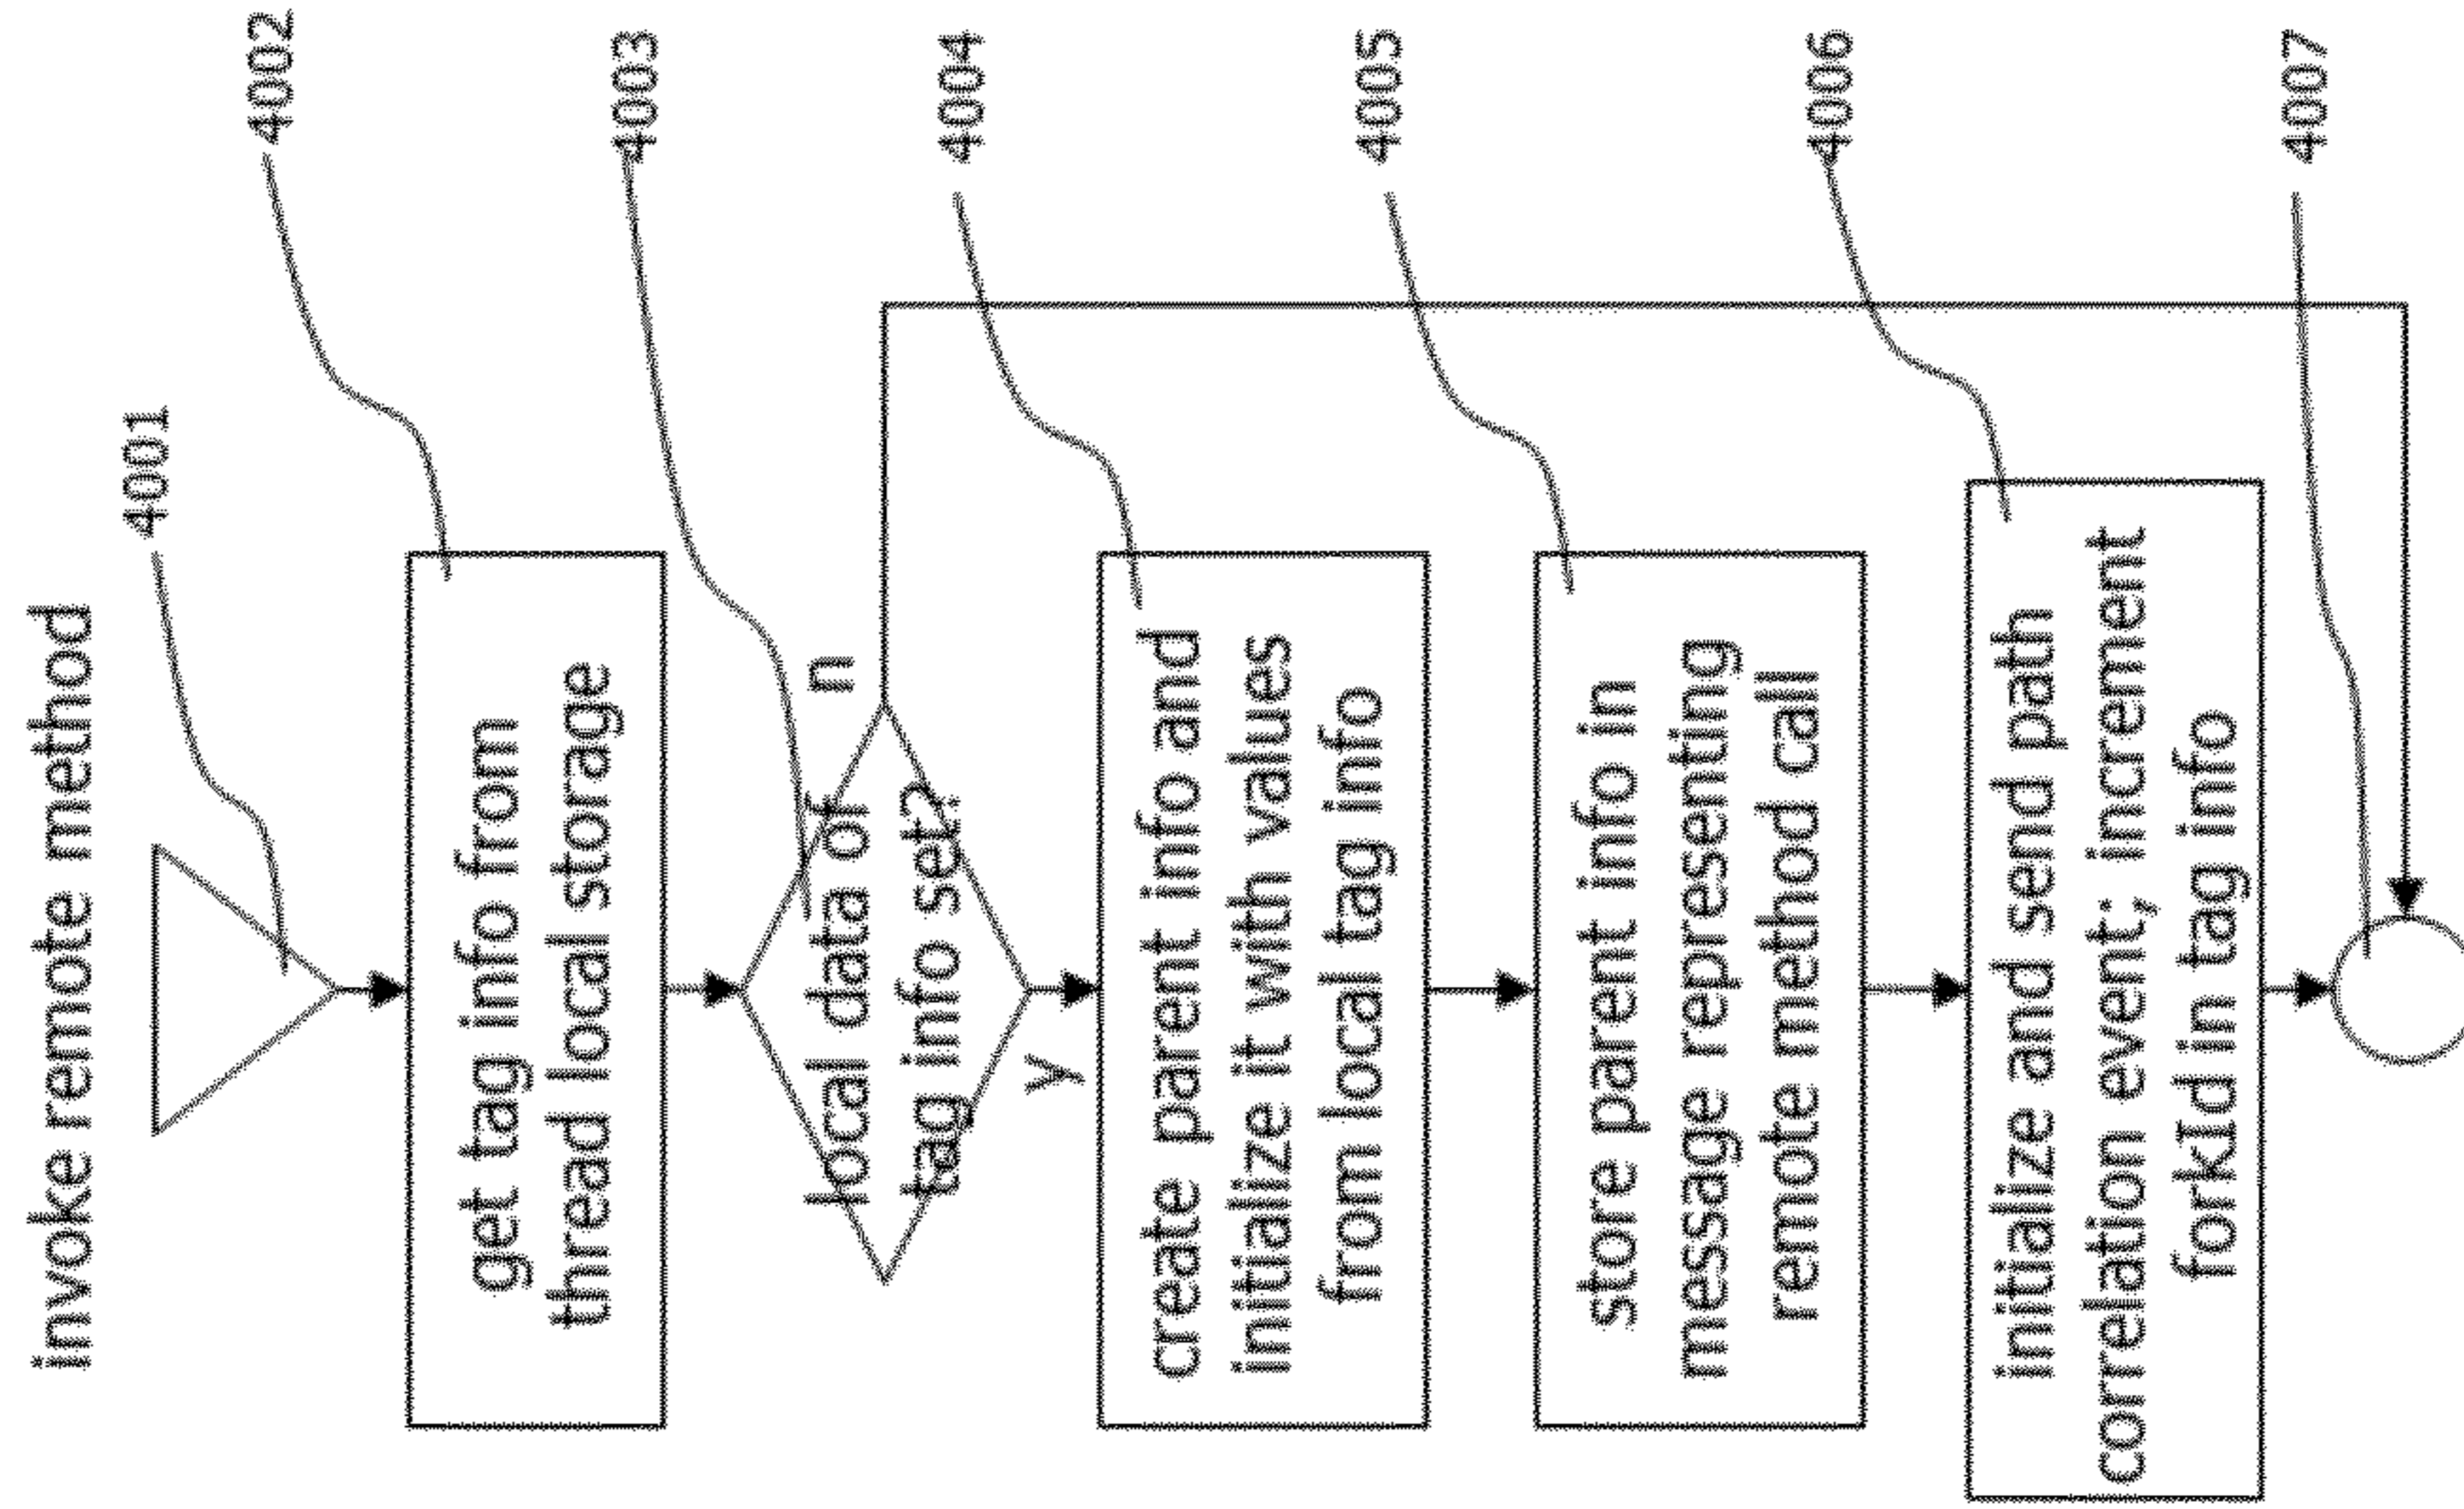 invoke remote method
4001
4002
get tag info from
thread local storage
4003
local data of
tag info set?
n
y
4004
create parent info and
initialize it with values
from local tag info
4005
store parent info in
message representing
remote method call
4006
initialize and send path
correlation event; increment
forkId in tag info
4007